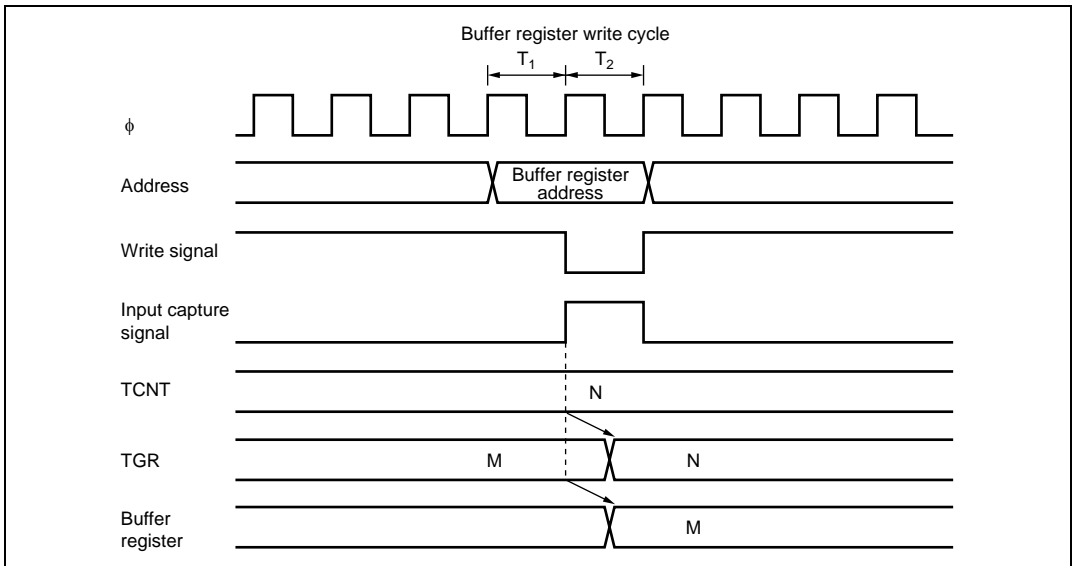 Buffer register write cycle
T₁ T₂
ϕ
Address
Buffer register
address
Write signal
Input capture
signal
TCNT
N
TGR
M N
Buffer
register
M